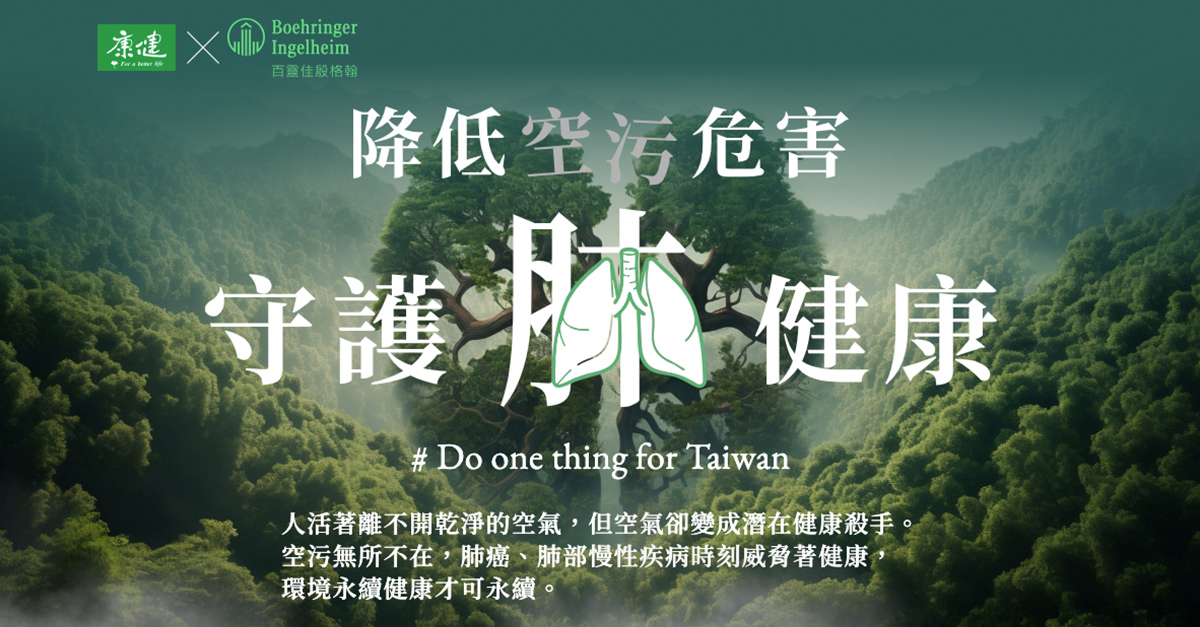 康健
For a better life
Boehringer
Ingelheim
百靈佳殷格翰
降低空污危害
守護肺健康
# Do one thing for Taiwan
人活著離不開乾淨的空氣，但空氣卻變成潛在健康殺手。
空污無所不在，肺癌、肺部慢性疾病時刻威脅著健康，
環境永續健康才可永續。